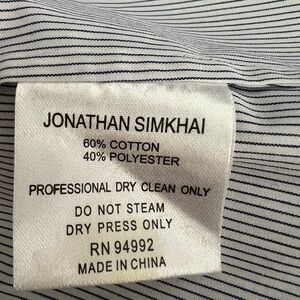 JONATHAN SIMKHAI
60% COTTON
40% POLYESTER
PROFESSIONAL DRY CLEAN ONLY
DO NOT STEAM
DRY PRESS ONLY
RN 94992
MADE IN CHINA